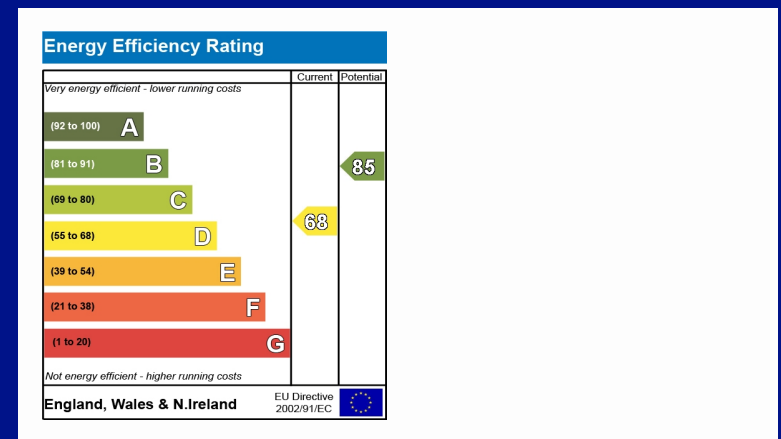 Energy Efficiency Rating
Current Potential
Very energy efficient - lower running costs
(92 to 100) A
(81 to 91) B
85
(69 to 80) C
68
(55 to 68) D
(39 to 54) E
(21 to 38) F
(1 to 20) G
Not energy efficient - higher running costs
England, Wales & N.Ireland
EU Directive
2002/91/EC